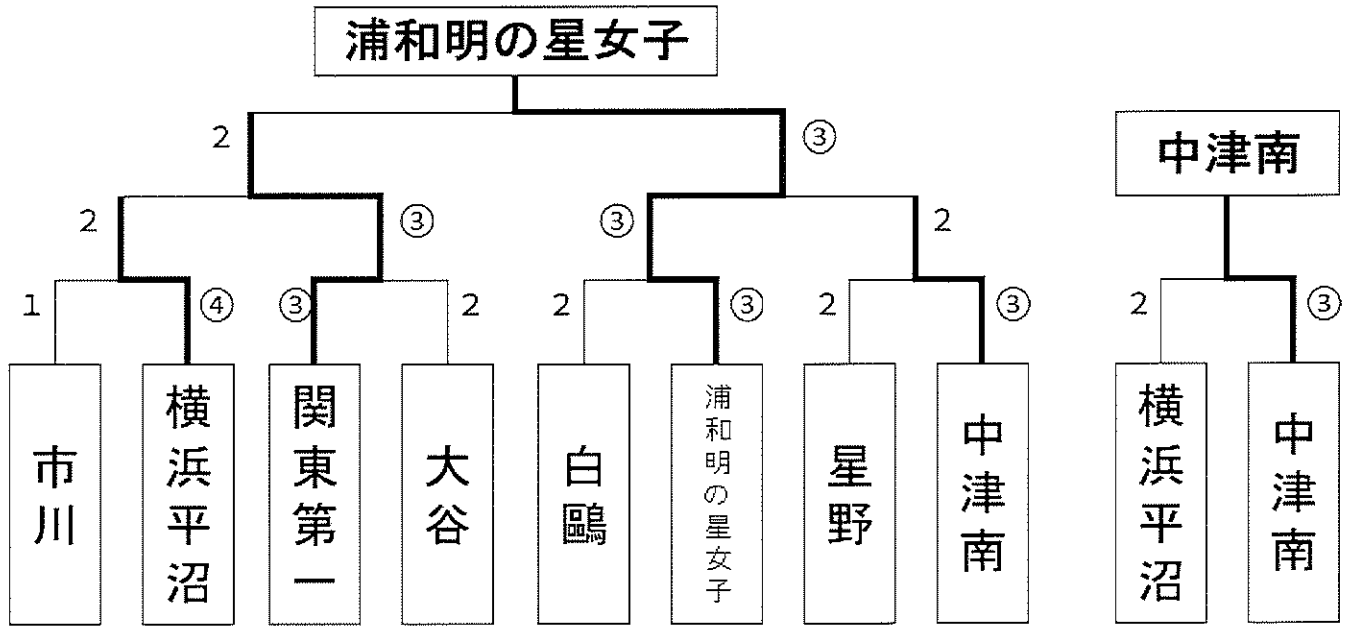 浦和明の星女子
2 ③
中津南
2 ③ ③ 2
1 ④ ③ 2 2 ③ 2 ③ 2 ③
市川
横浜平沼
関東第一
大谷
白鷗
浦和明の星女子
星野
中津南
横浜平沼
中津南